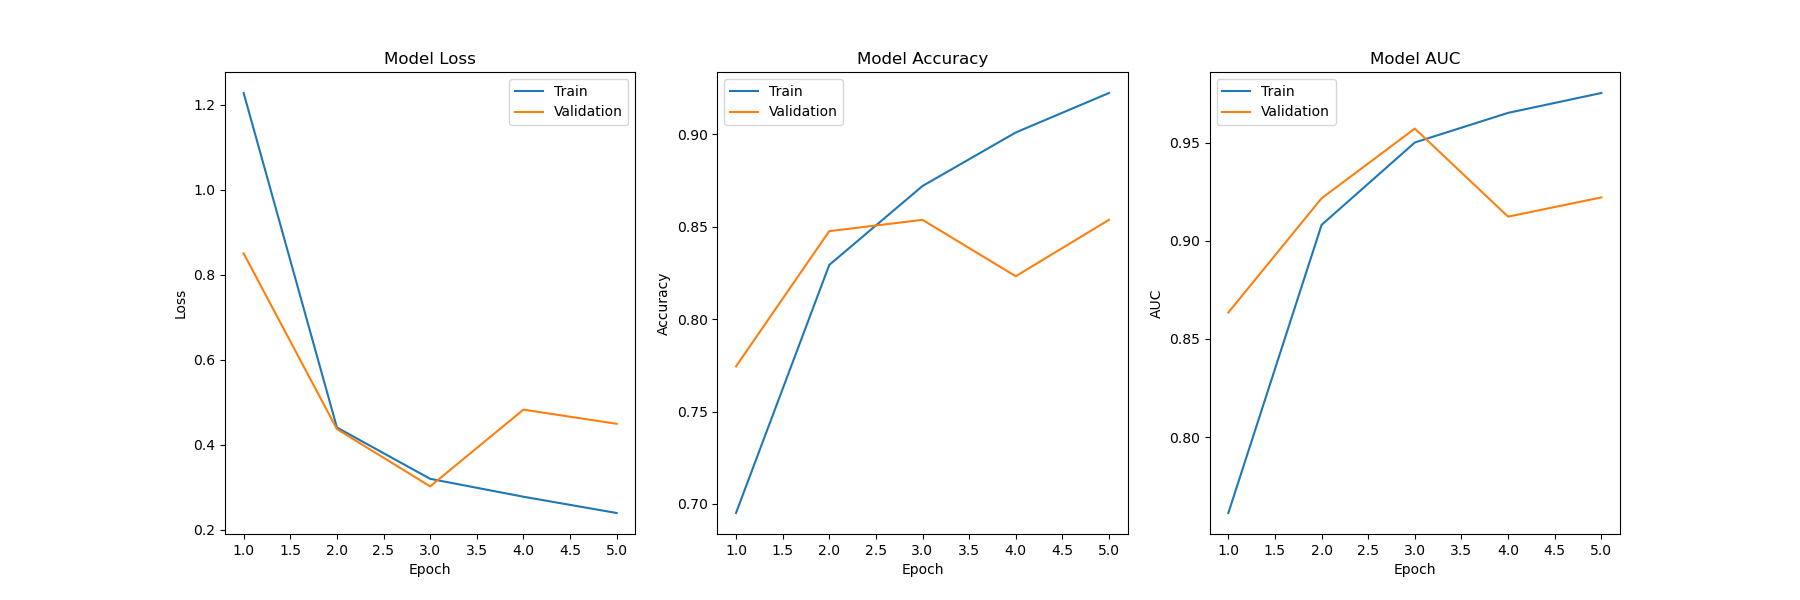 Model Loss
Train
Validation
1.2
1.0
0.8
0.6
0.4
0.2
Loss
1.0 1.5 2.0 2.5 3.0 3.5 4.0 4.5 5.0
Epoch
Model Accuracy
Train
Validation
0.90
0.85
0.80
0.75
0.70
Accuracy
1.0 1.5 2.0 2.5 3.0 3.5 4.0 4.5 5.0
Epoch
Model AUC
Train
Validation
0.95
0.90
0.85
0.80
AUC
1.0 1.5 2.0 2.5 3.0 3.5 4.0 4.5 5.0
Epoch